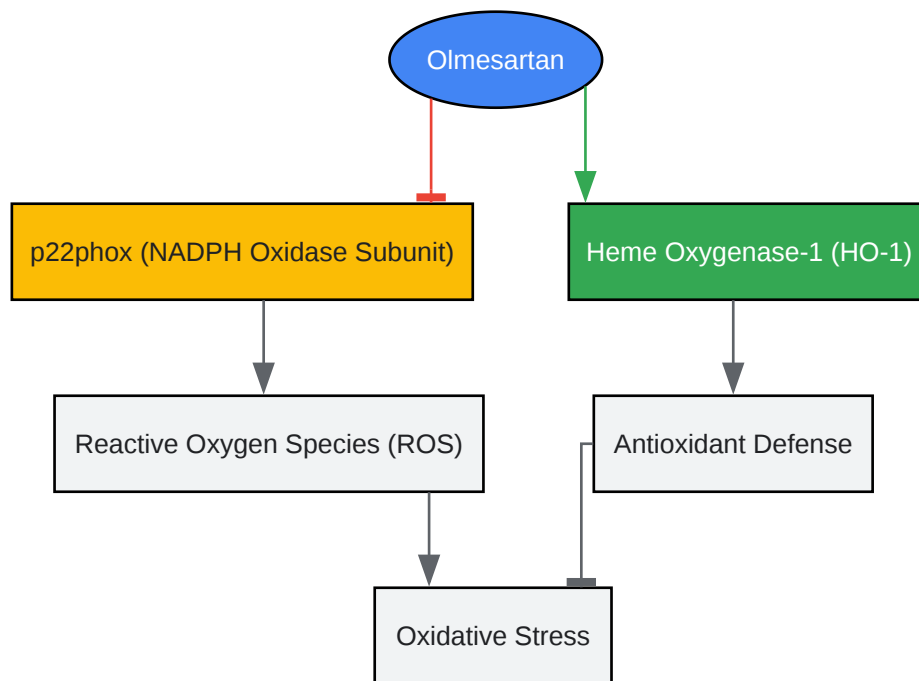 Olmesartan
p22phox (NADPH Oxidase Subunit)
Heme Oxygenase-1 (HO-1)
Reactive Oxygen Species (ROS)
Antioxidant Defense
Oxidative Stress